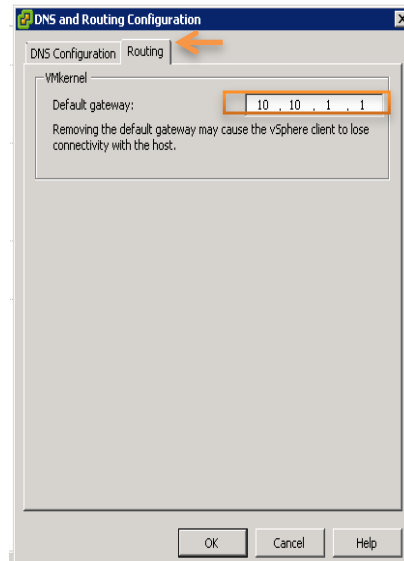 DNS and Routing Configuration
DNS Configuration Routing
VMkernel
Default gateway: 10 . 10 . 1 . 1
Removing the default gateway may cause the vSphere client to lose
connectivity with the host.
OK Cancel Help